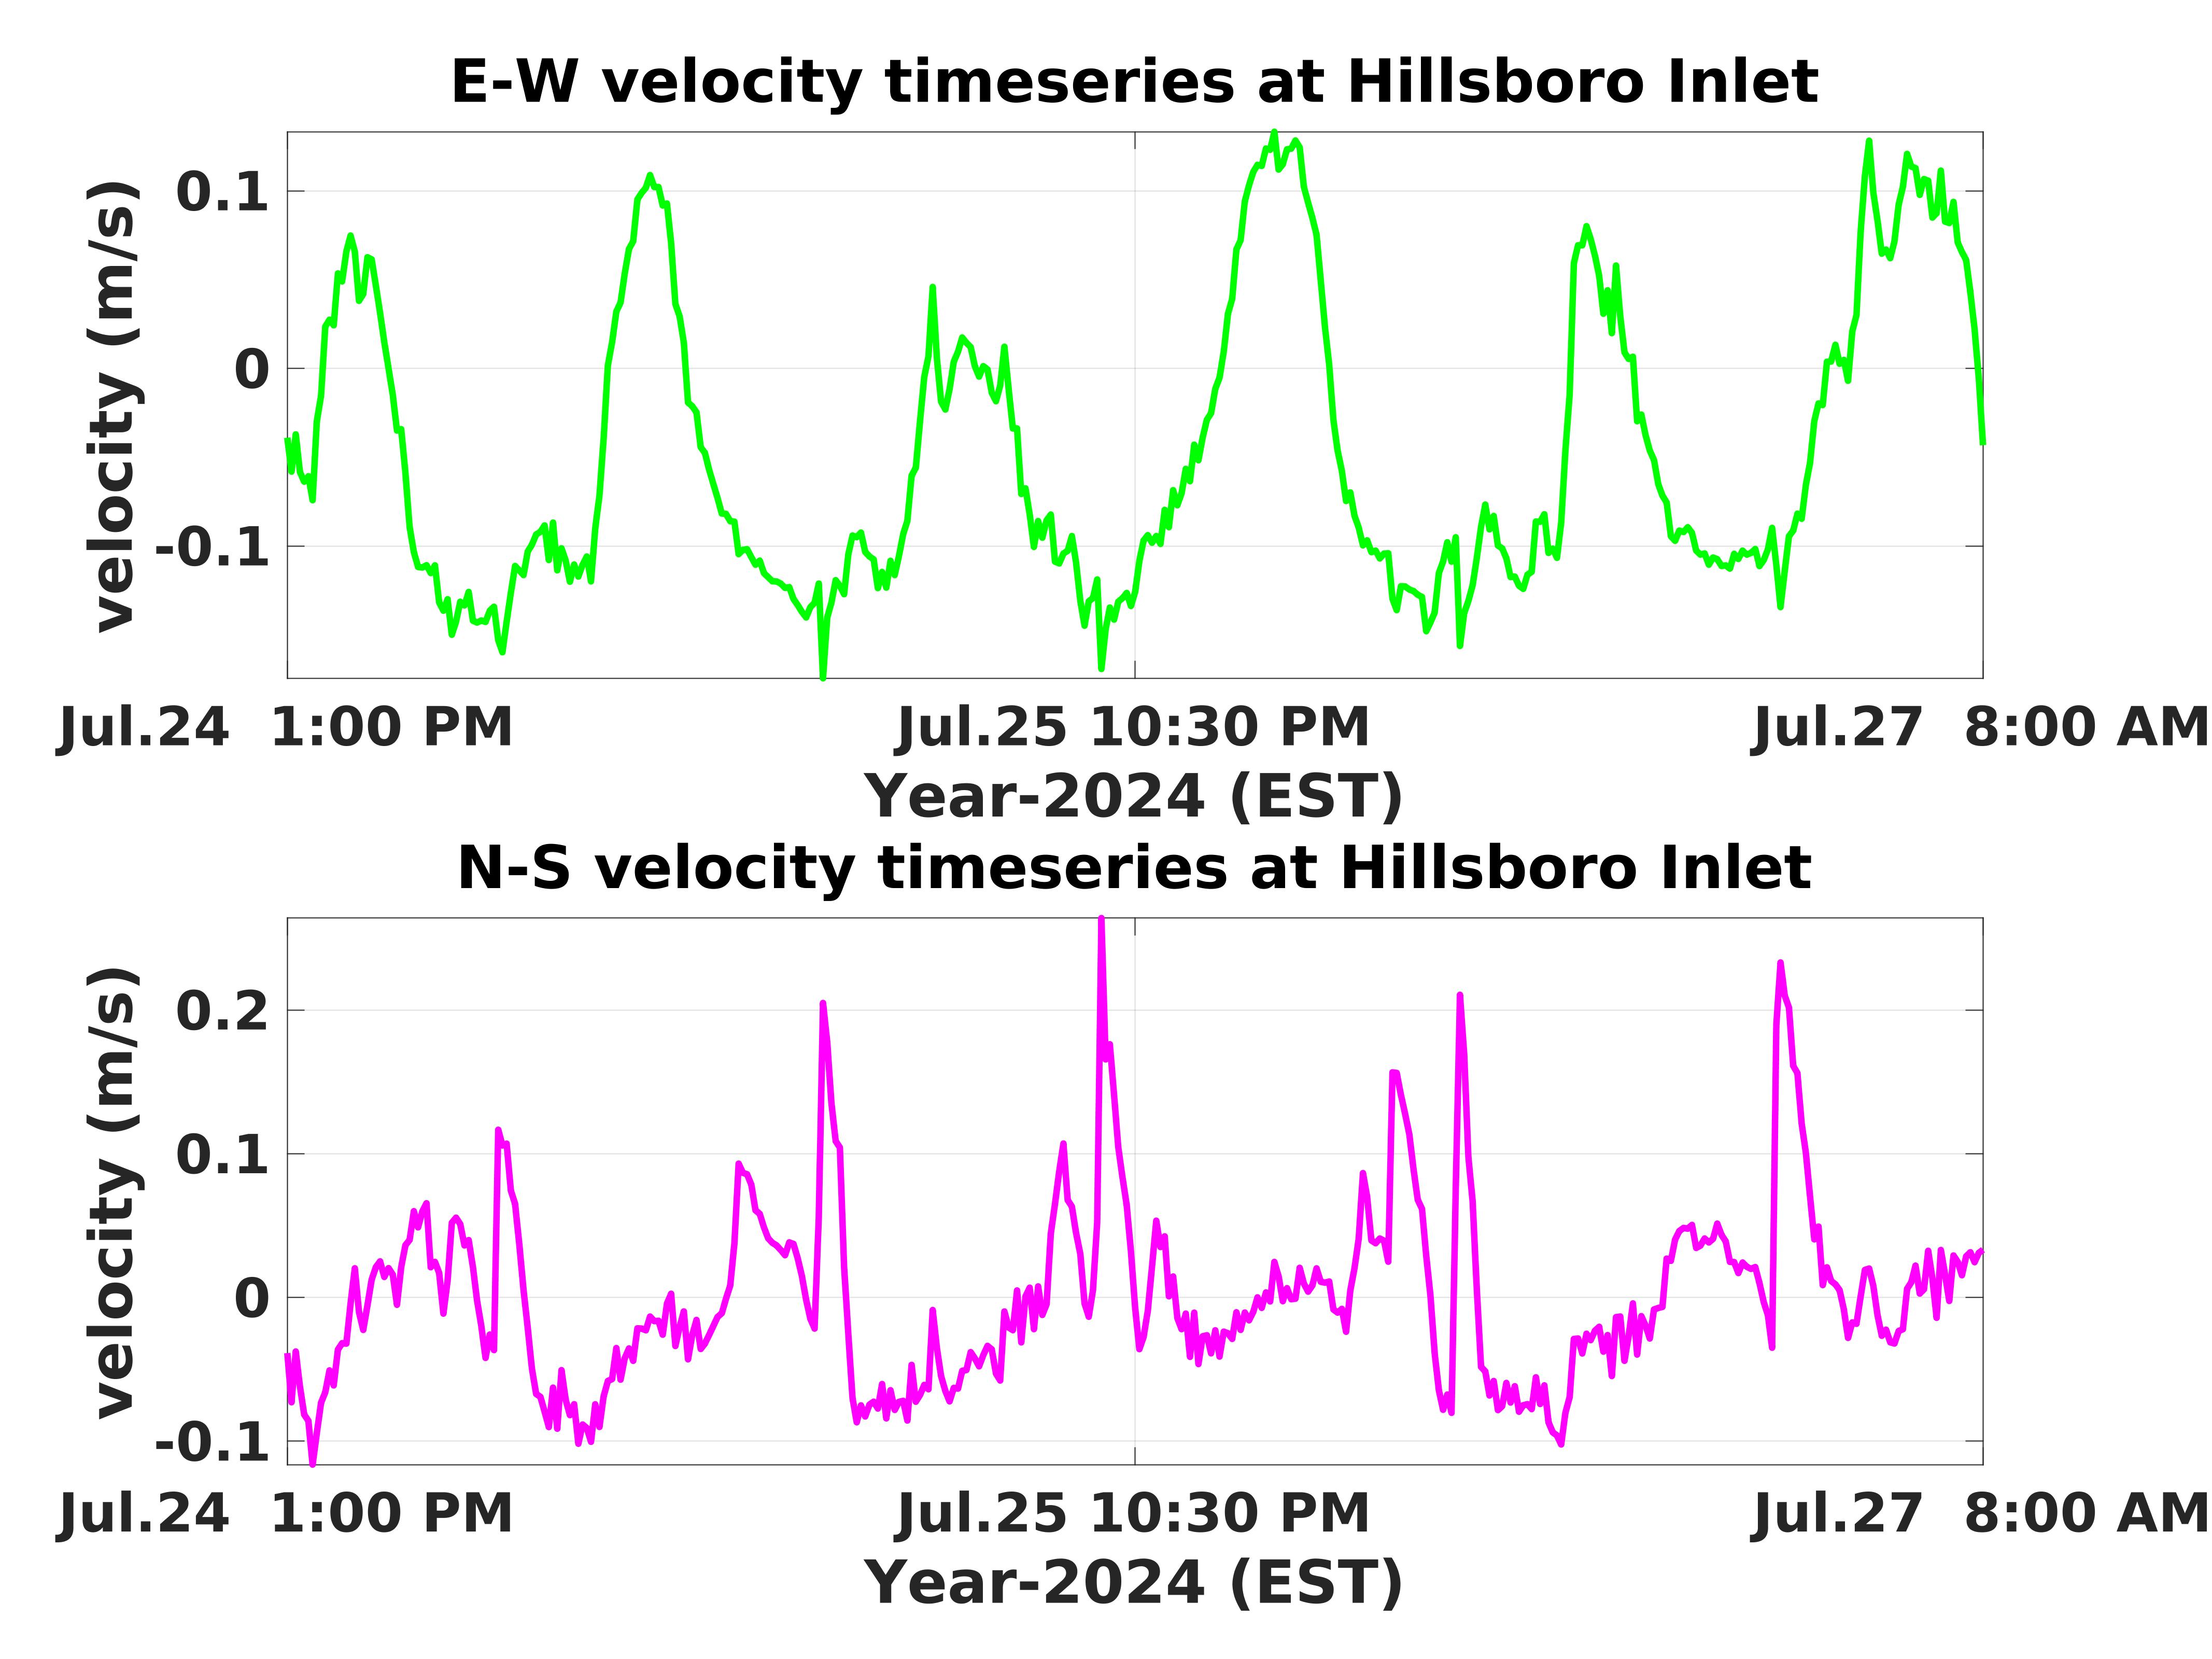 E-W velocity timeseries at Hillsboro Inlet
velocity (m/s)
0.1
0
-0.1
Jul.24  1:00 PM
Jul.25 10:30 PM
Jul.27  8:00 AM
Year-2024 (EST)
N-S velocity timeseries at Hillsboro Inlet
velocity (m/s)
0.2
0.1
0
-0.1
Jul.24  1:00 PM
Jul.25 10:30 PM
Jul.27  8:00 AM
Year-2024 (EST)